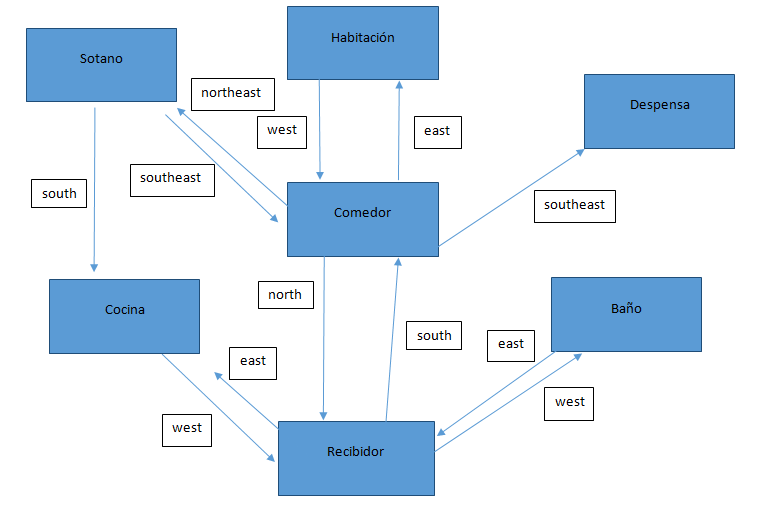 Habitación
Sotano
Despensa
northeast
west
east
southeast
south
southeast
Comedor
north
Cocina
Baño
south
east
east
west
west
Recibidor